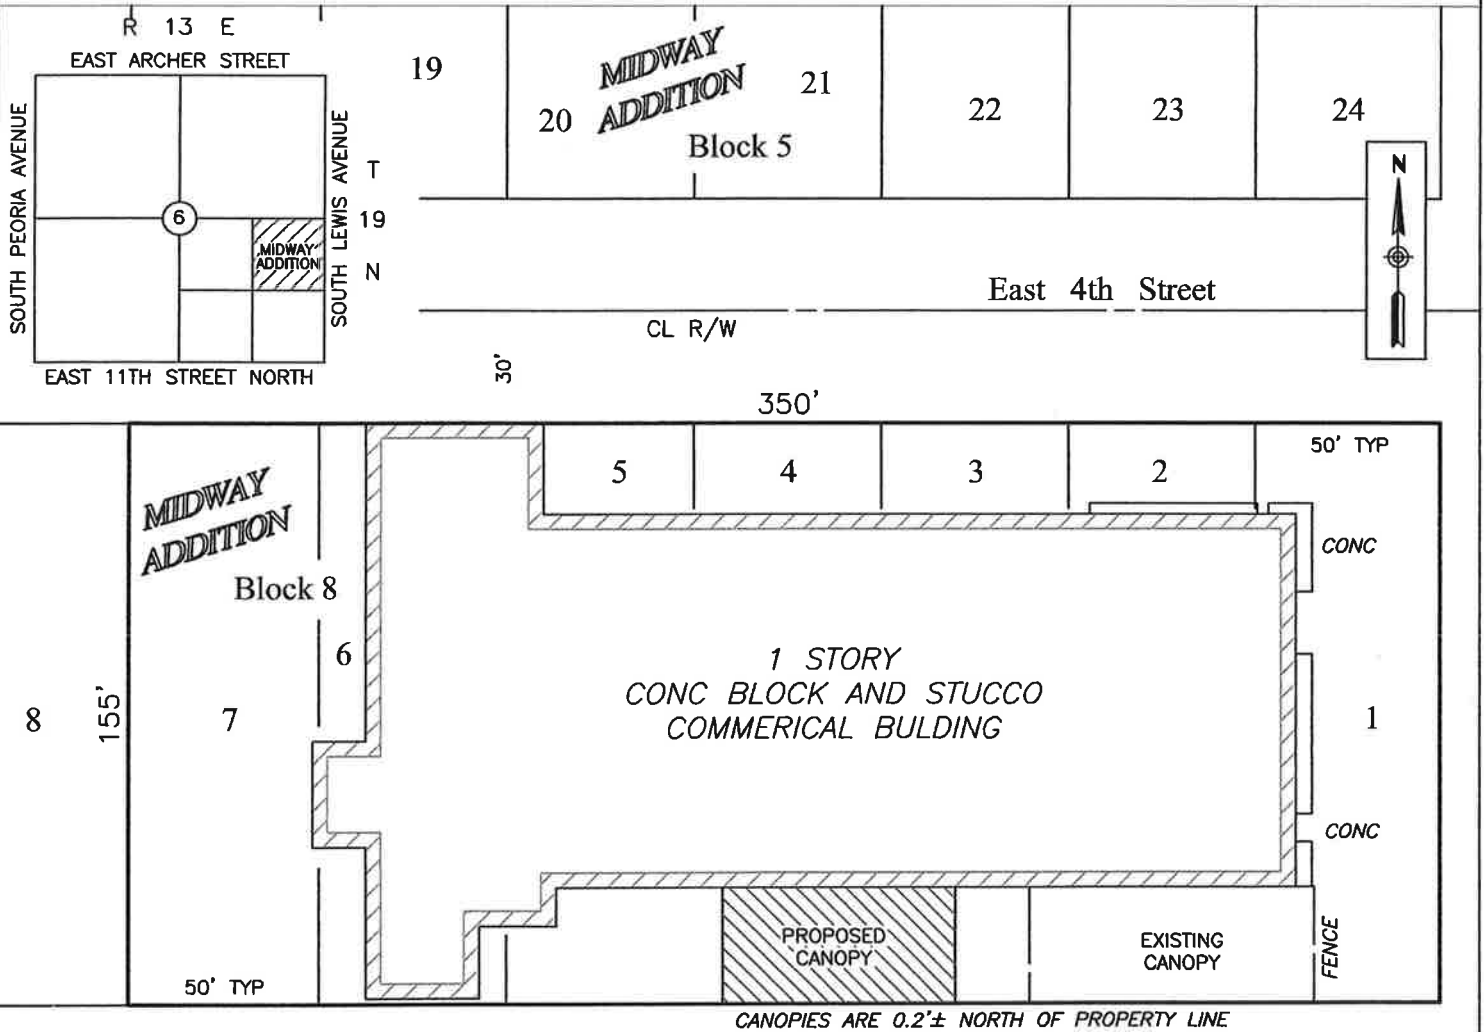 R 13 E
EAST ARCHER STREET
SOUTH PEORIA AVENUE
SOUTH LEWIS AVENUE
T
19
N
6
MIDWAY
ADDITION
EAST 11TH STREET NORTH
19
20
MIDWAY
ADDITION
Block 5
21
22
23
24
N
East 4th Street
CL R/W
30'
350'
MIDWAY
ADDITION
Block 8
5
4
3
2
50' TYP
CONC
6
1 STORY
CONC BLOCK AND STUCCO
COMMERICAL BULDING
8
155'
7
1
CONC
PROPOSED
CANOPY
EXISTING
CANOPY
FENCE
50' TYP
CANOPIES ARE 0.2'± NORTH OF PROPERTY LINE